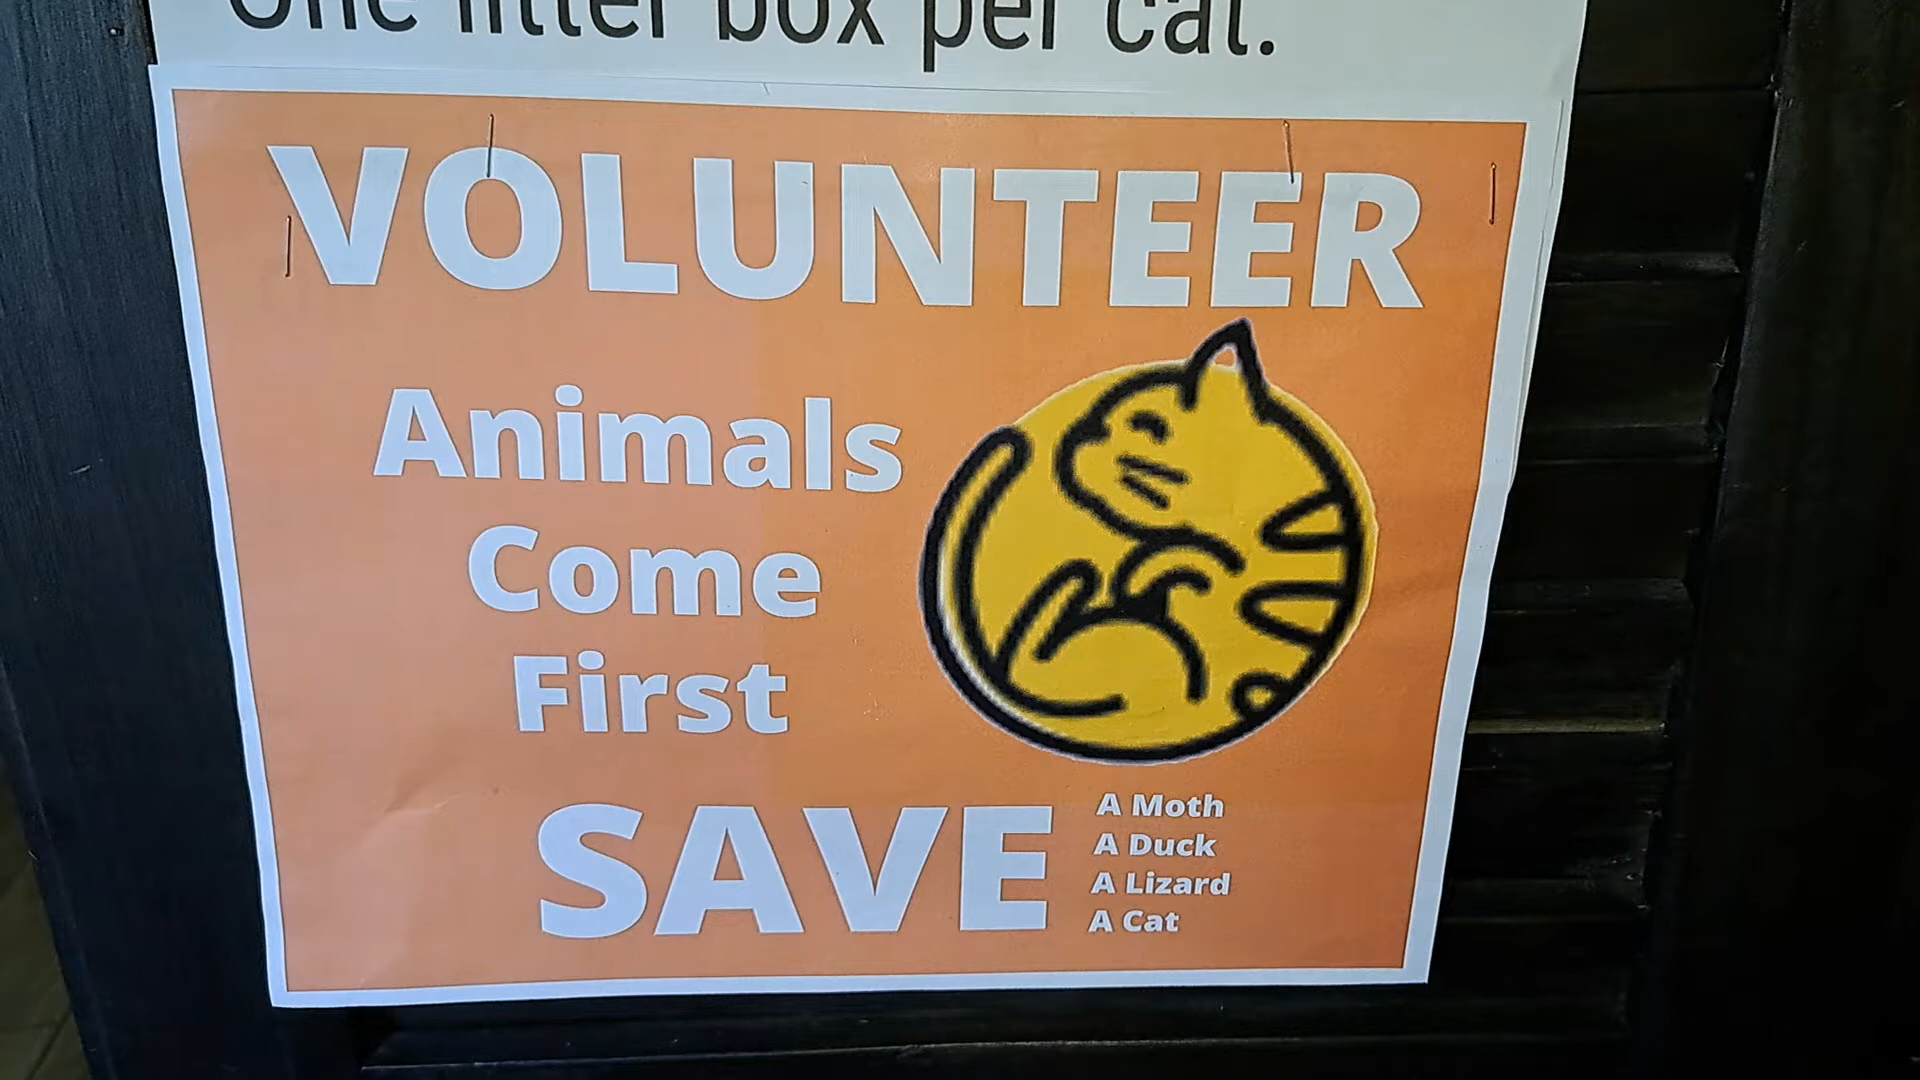 One litter box per cat.
VOLUNTEER
Animals
Come
First
SAVE
A Moth
A Duck
A Lizard
A Cat